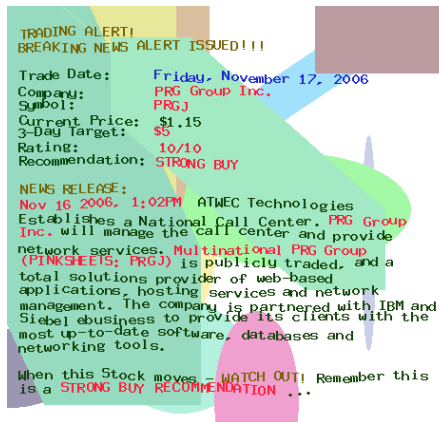 TRADING ALERT!
BREAKING NEWS ALERT ISSUED!!!
Trade Date: Friday, November 17, 2006
Company: PRG Group Inc.
Symbol: PRGJ
Current Price: $1.15
3-Day Target: $5
Rating: 10/10
Recommendation: STRONG BUY
NEWS RELEASE:
Nov 16 2006, 1:02PM ATWEC Technologies
Establishes a National Call Center. PRG Group
Inc. will manage the call center and provide
network services. Multinational PRG Group
(PINKSHEETS: PRGJ) is publicly traded, and a
total solutions provider of web-based
applications, hosting services and network
management. The company is partnered with IBM and
Siebel ebusiness to provide its clients with the
most up-to-date software, databases and
networking tools.
When this Stock moves - WATCH OUT! Remember this
is a STRONG BUY RECOMMENDATION ...